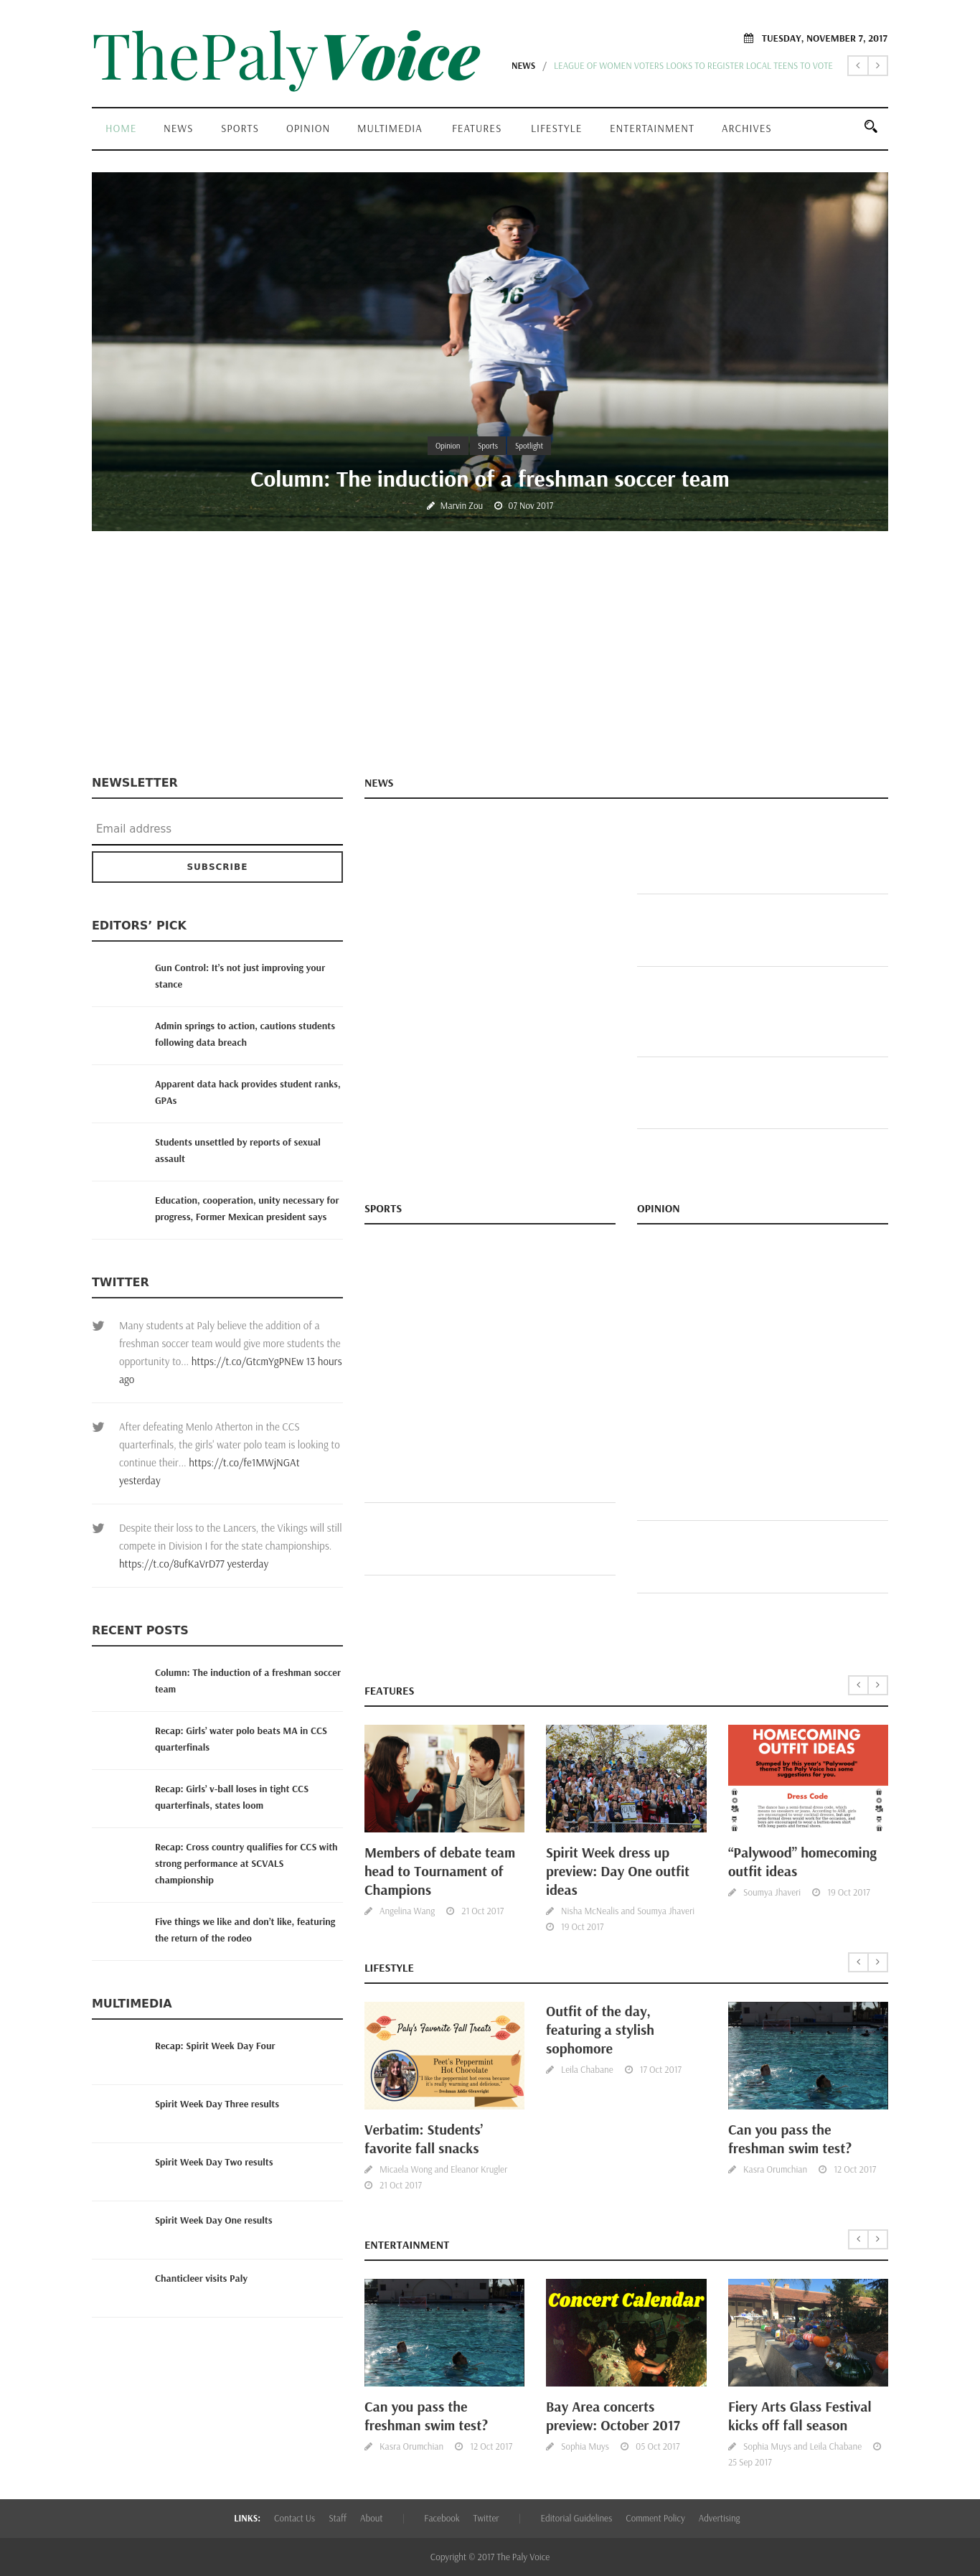 ThePalyVoice
TUESDAY, NOVEMBER 7, 2017
NEWS / LEAGUE OF WOMEN VOTERS LOOKS TO REGISTER LOCAL TEENS TO VOTE
HOME NEWS SPORTS OPINION MULTIMEDIA FEATURES LIFESTYLE ENTERTAINMENT ARCHIVES
16
Opinion Sports Spotlight
Column: The induction of a freshman soccer team
Marvin Zou 07 Nov 2017
NEWSLETTER
Email address
SUBSCRIBE
EDITORS’ PICK
Gun Control: It’s not just improving your
stance
Admin springs to action, cautions students
following data breach
Apparent data hack provides student ranks,
GPAs
Students unsettled by reports of sexual
assault
Education, cooperation, unity necessary for
progress, Former Mexican president says
TWITTER
Many students at Paly believe the addition of a
freshman soccer team would give more students the
opportunity to... https://t.co/GtcmYgPNEw 13 hours
ago
After defeating Menlo Atherton in the CCS
quarterfinals, the girls' water polo team is looking to
continue their... https://t.co/fe1MWjNGAt
yesterday
Despite their loss to the Lancers, the Vikings will still
compete in Division I for the state championships.
https://t.co/8ufKaVrD77 yesterday
RECENT POSTS
Column: The induction of a freshman soccer
team
Recap: Girls’ water polo beats MA in CCS
quarterfinals
Recap: Girls’ v-ball loses in tight CCS
quarterfinals, states loom
Recap: Cross country qualifies for CCS with
strong performance at SCVALS
championship
Five things we like and don’t like, featuring
the return of the rodeo
MULTIMEDIA
Recap: Spirit Week Day Four
Spirit Week Day Three results
Spirit Week Day Two results
Spirit Week Day One results
Chanticleer visits Paly
NEWS
SPORTS
OPINION
FEATURES
HOMECOMING
OUTFIT IDEAS
Stumped by this year's "Palywood"
theme? The Paly Voice has some
suggestions for you.
Dress Code
Members of debate team
head to Tournament of
Champions
Angelina Wang 21 Oct 2017
Spirit Week dress up
preview: Day One outfit
ideas
Nisha McNealis and Soumya Jhaveri
19 Oct 2017
“Palywood” homecoming
outfit ideas
Soumya Jhaveri 19 Oct 2017
LIFESTYLE
Paly's Favorite Fall Treats
Peet's Peppermint
Hot Chocolate
"I like the peppermint hot cocoa because
it's really warming and delicious."
Verbatim: Students’
favorite fall snacks
Micaela Wong and Eleanor Krugler
21 Oct 2017
Outfit of the day,
featuring a stylish
sophomore
Leila Chabane 17 Oct 2017
Can you pass the
freshman swim test?
Kasra Orumchian 12 Oct 2017
ENTERTAINMENT
Concert Calendar
Can you pass the
freshman swim test?
Kasra Orumchian 12 Oct 2017
Bay Area concerts
preview: October 2017
Sophia Muys 05 Oct 2017
Fiery Arts Glass Festival
kicks off fall season
Sophia Muys and Leila Chabane
25 Sep 2017
LINKS: Contact Us Staff About | Facebook Twitter | Editorial Guidelines Comment Policy Advertising
Copyright © 2017 The Paly Voice